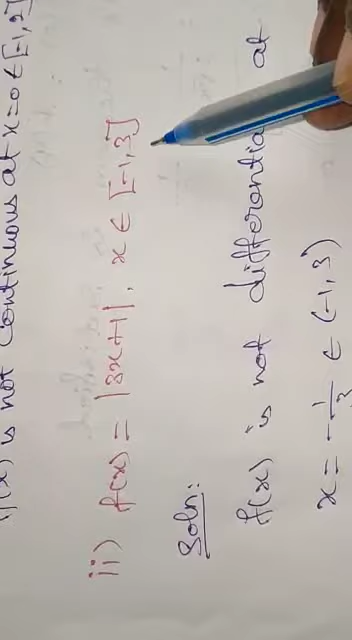 f(x) is not continuous at x=0 ∈ [-1, 2]
ii) f(x) = |3x+1|, x ∈ [-1,3]
Soln:
f(x) is not differential at
x = -1/3 ∈ (-1,3)